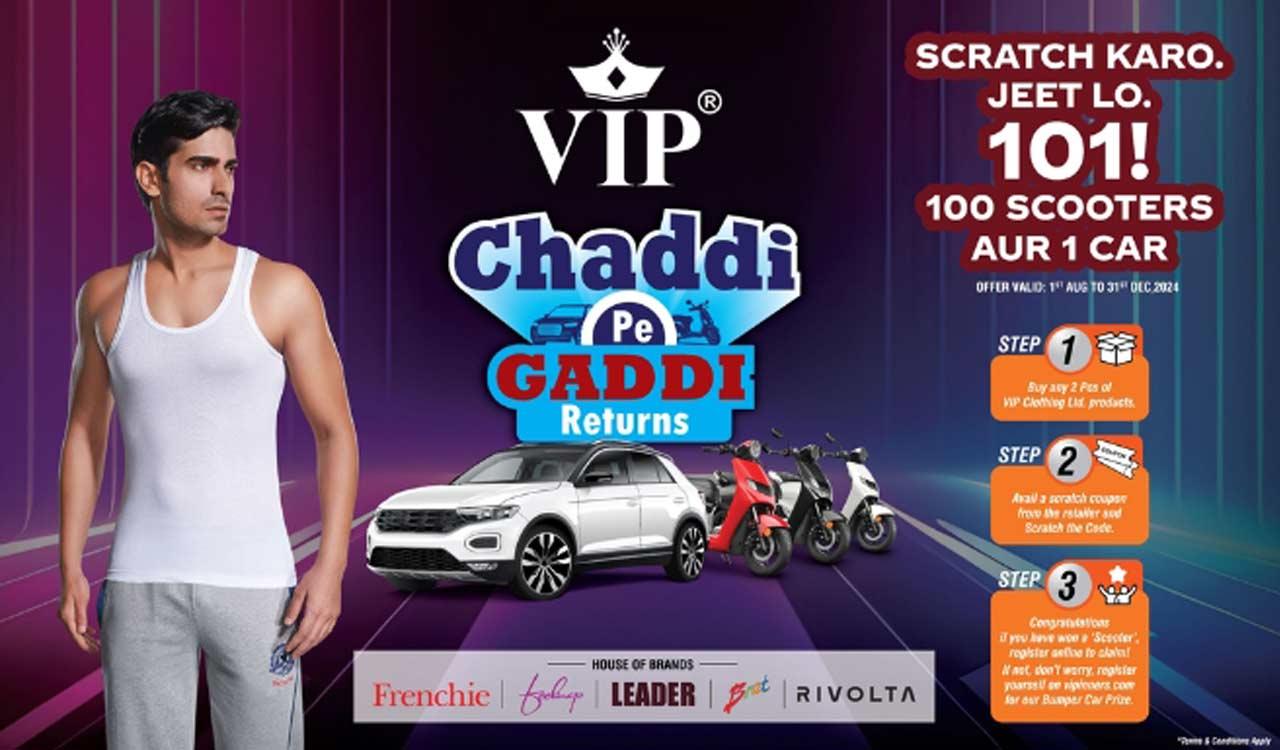 VIP®
Chaddi
Pe
GADDI
Returns
SCRATCH KARO.
JEET LO.
101!
100 SCOOTERS
AUR 1 CAR
OFFER VALID: 1ST AUG TO 31ST DEC,2024
STEP 1
Buy any 2 Pcs of
VIP Clothing Ltd. products.
STEP 2
COUPON
Avail a scratch coupon
from the retailer and
Scratch the Code.
STEP 3
Congratulations
if you have won a 'Scooter',
register online to claim!
If not, don't worry, register
yourself on vipinners.com
for our Bumper Car Prize.
HOUSE OF BRANDS
Frenchie
Feelings
LEADER
Brat
RIVOLTA
*Terms & Conditions Apply